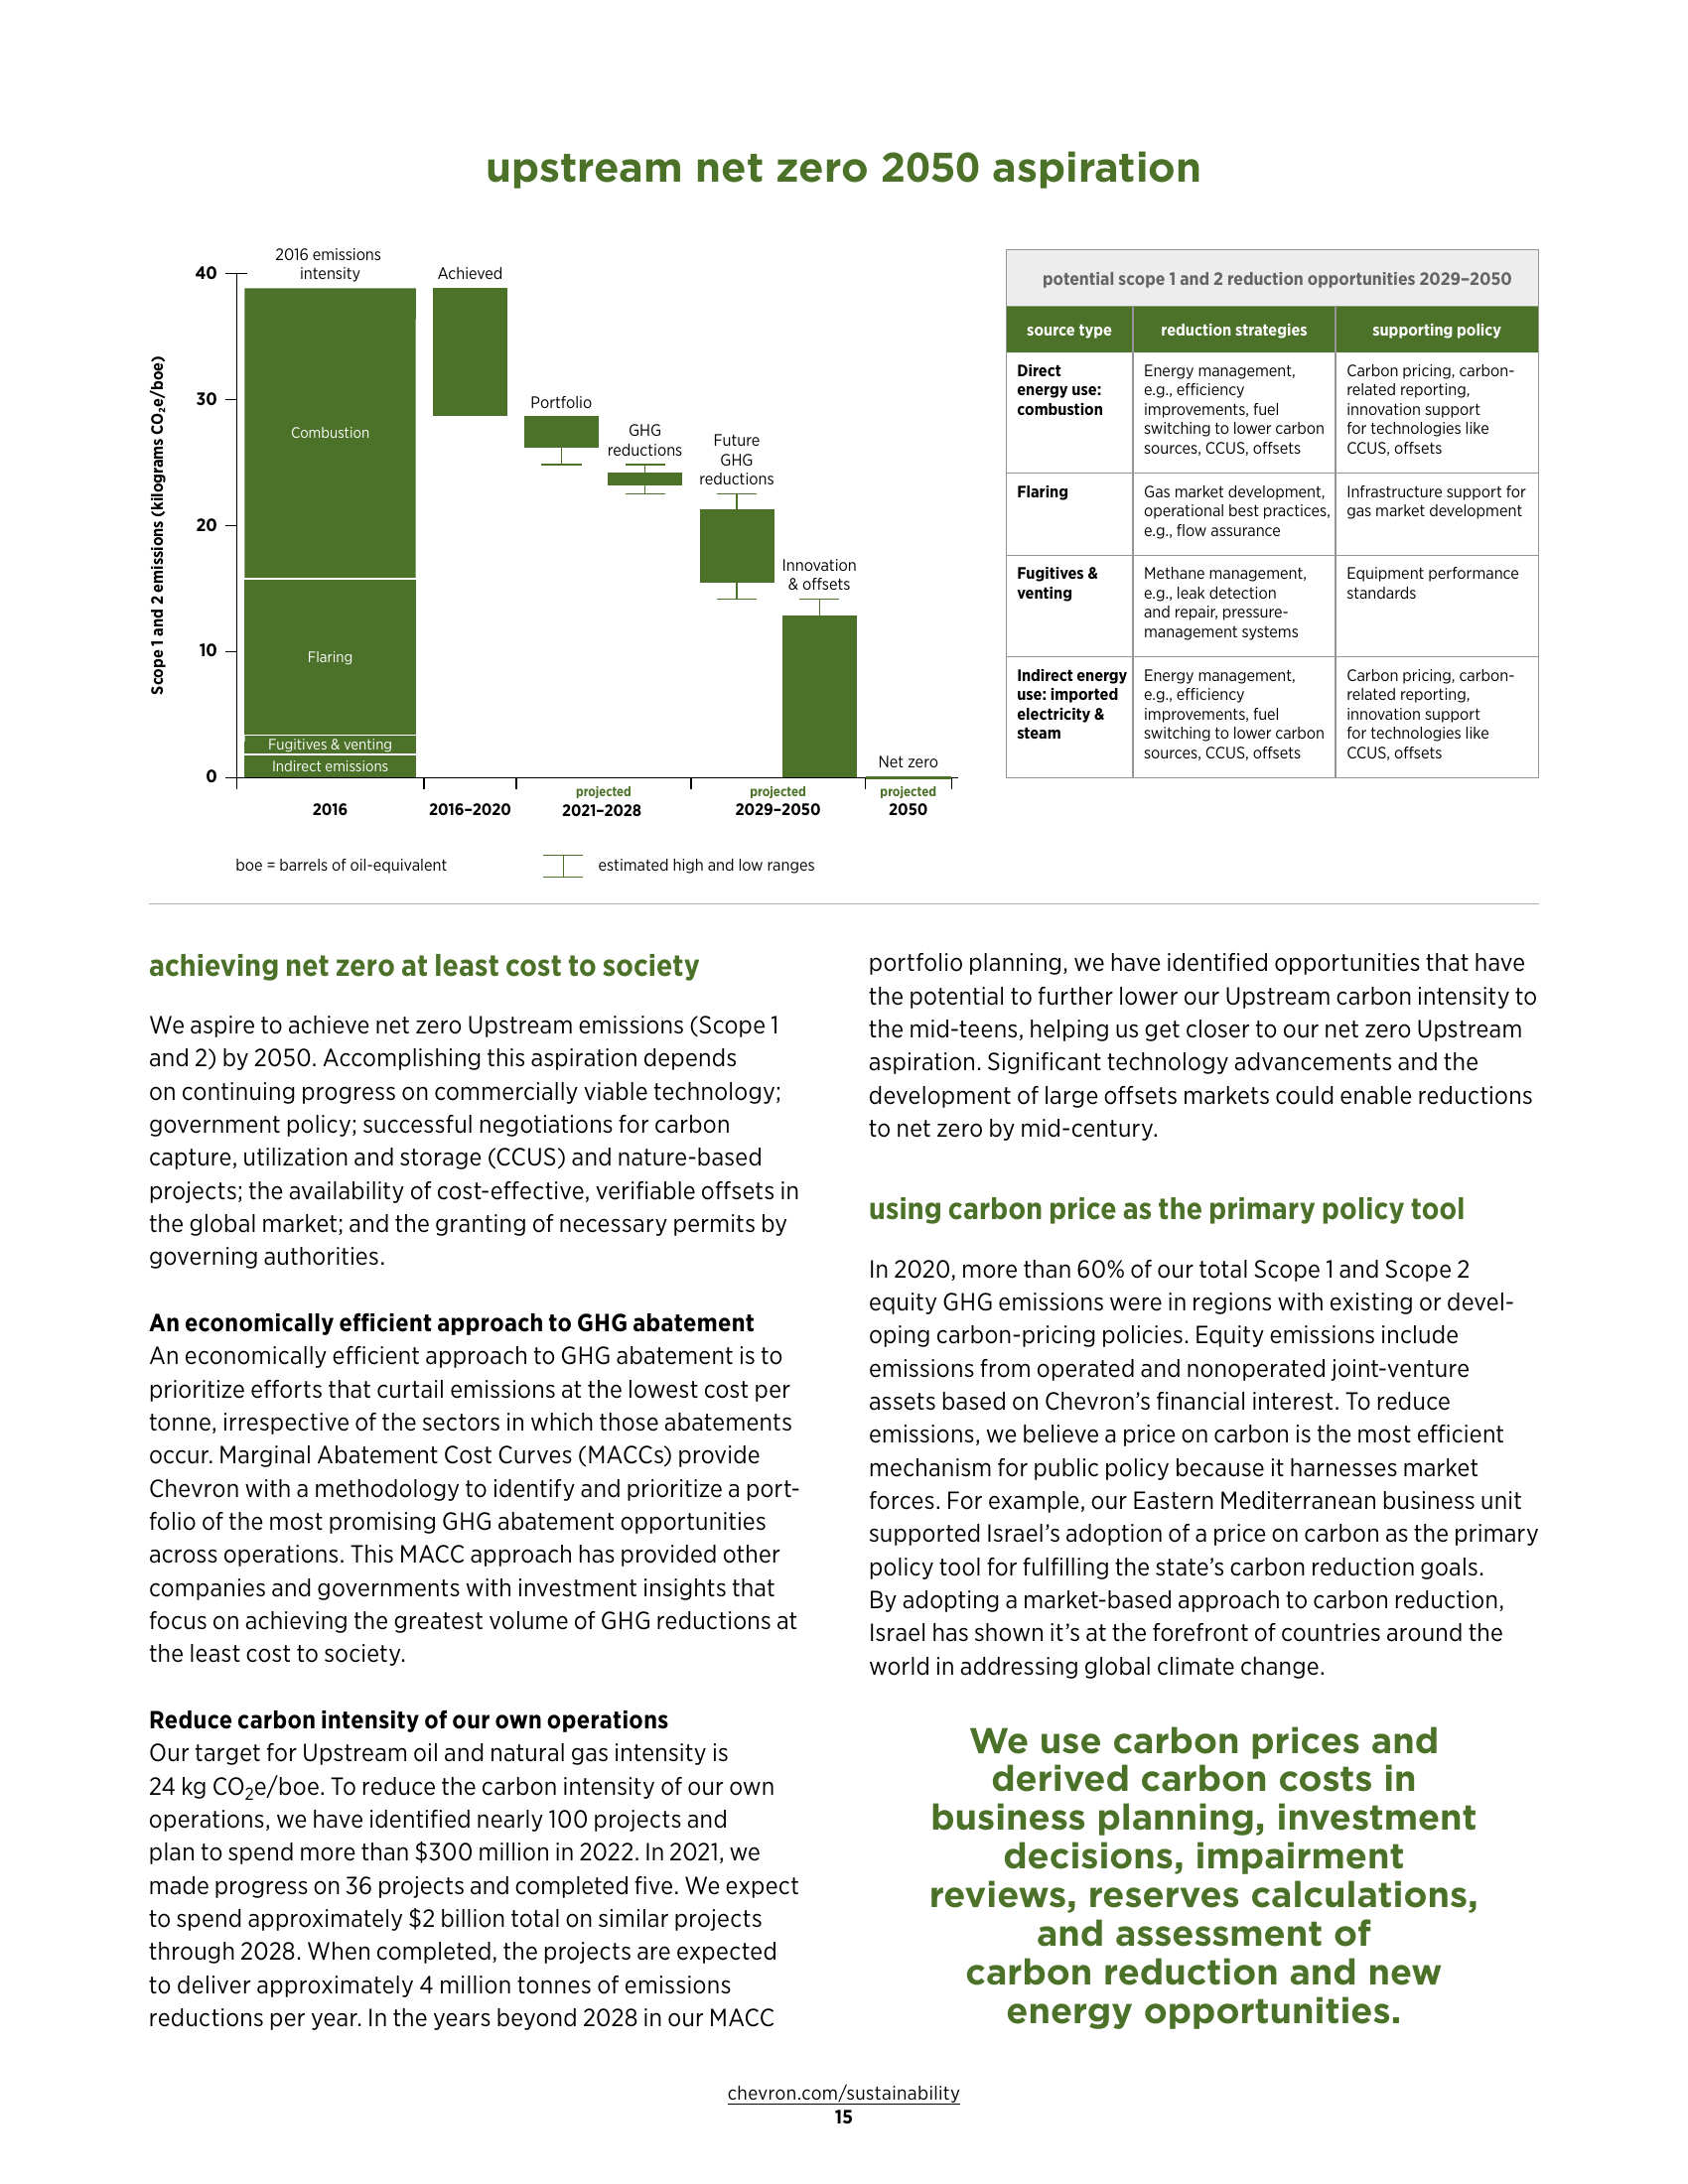 upstream net zero 2050 aspiration
Scope 1 and 2 emissions (kilograms CO₂e/boe)
40
30
20
10
0
2016 emissions
intensity
Combustion
Flaring
Fugitives & venting
Indirect emissions
Achieved
Portfolio
GHG
reductions
Future
GHG
reductions
Innovation
& offsets
Net zero
2016
2016–2020
projected
2021–2028
projected
2029–2050
projected
2050
boe = barrels of oil-equivalent
estimated high and low ranges
potential scope 1 and 2 reduction opportunities 2029–2050
source type
reduction strategies
supporting policy
Direct
energy use:
combustion
Energy management,
e.g., efficiency
improvements, fuel
switching to lower carbon
sources, CCUS, offsets
Carbon pricing, carbon-
related reporting,
innovation support
for technologies like
CCUS, offsets
Flaring
Gas market development,
operational best practices,
e.g., flow assurance
Infrastructure support for
gas market development
Fugitives &
venting
Methane management,
e.g., leak detection
and repair, pressure-
management systems
Equipment performance
standards
Indirect energy
use: imported
electricity &
steam
Energy management,
e.g., efficiency
improvements, fuel
switching to lower carbon
sources, CCUS, offsets
Carbon pricing, carbon-
related reporting,
innovation support
for technologies like
CCUS, offsets
achieving net zero at least cost to society
We aspire to achieve net zero Upstream emissions (Scope 1
and 2) by 2050. Accomplishing this aspiration depends
on continuing progress on commercially viable technology;
government policy; successful negotiations for carbon
capture, utilization and storage (CCUS) and nature-based
projects; the availability of cost-effective, verifiable offsets in
the global market; and the granting of necessary permits by
governing authorities.
An economically efficient approach to GHG abatement
An economically efficient approach to GHG abatement is to
prioritize efforts that curtail emissions at the lowest cost per
tonne, irrespective of the sectors in which those abatements
occur. Marginal Abatement Cost Curves (MACCs) provide
Chevron with a methodology to identify and prioritize a port-
folio of the most promising GHG abatement opportunities
across operations. This MACC approach has provided other
companies and governments with investment insights that
focus on achieving the greatest volume of GHG reductions at
the least cost to society.
Reduce carbon intensity of our own operations
Our target for Upstream oil and natural gas intensity is
24 kg CO₂e/boe. To reduce the carbon intensity of our own
operations, we have identified nearly 100 projects and
plan to spend more than $300 million in 2022. In 2021, we
made progress on 36 projects and completed five. We expect
to spend approximately $2 billion total on similar projects
through 2028. When completed, the projects are expected
to deliver approximately 4 million tonnes of emissions
reductions per year. In the years beyond 2028 in our MACC
portfolio planning, we have identified opportunities that have
the potential to further lower our Upstream carbon intensity to
the mid-teens, helping us get closer to our net zero Upstream
aspiration. Significant technology advancements and the
development of large offsets markets could enable reductions
to net zero by mid-century.
using carbon price as the primary policy tool
In 2020, more than 60% of our total Scope 1 and Scope 2
equity GHG emissions were in regions with existing or devel-
oping carbon-pricing policies. Equity emissions include
emissions from operated and nonoperated joint-venture
assets based on Chevron’s financial interest. To reduce
emissions, we believe a price on carbon is the most efficient
mechanism for public policy because it harnesses market
forces. For example, our Eastern Mediterranean business unit
supported Israel’s adoption of a price on carbon as the primary
policy tool for fulfilling the state’s carbon reduction goals.
By adopting a market-based approach to carbon reduction,
Israel has shown it’s at the forefront of countries around the
world in addressing global climate change.
We use carbon prices and
derived carbon costs in
business planning, investment
decisions, impairment
reviews, reserves calculations,
and assessment of
carbon reduction and new
energy opportunities.
chevron.com/sustainability
15